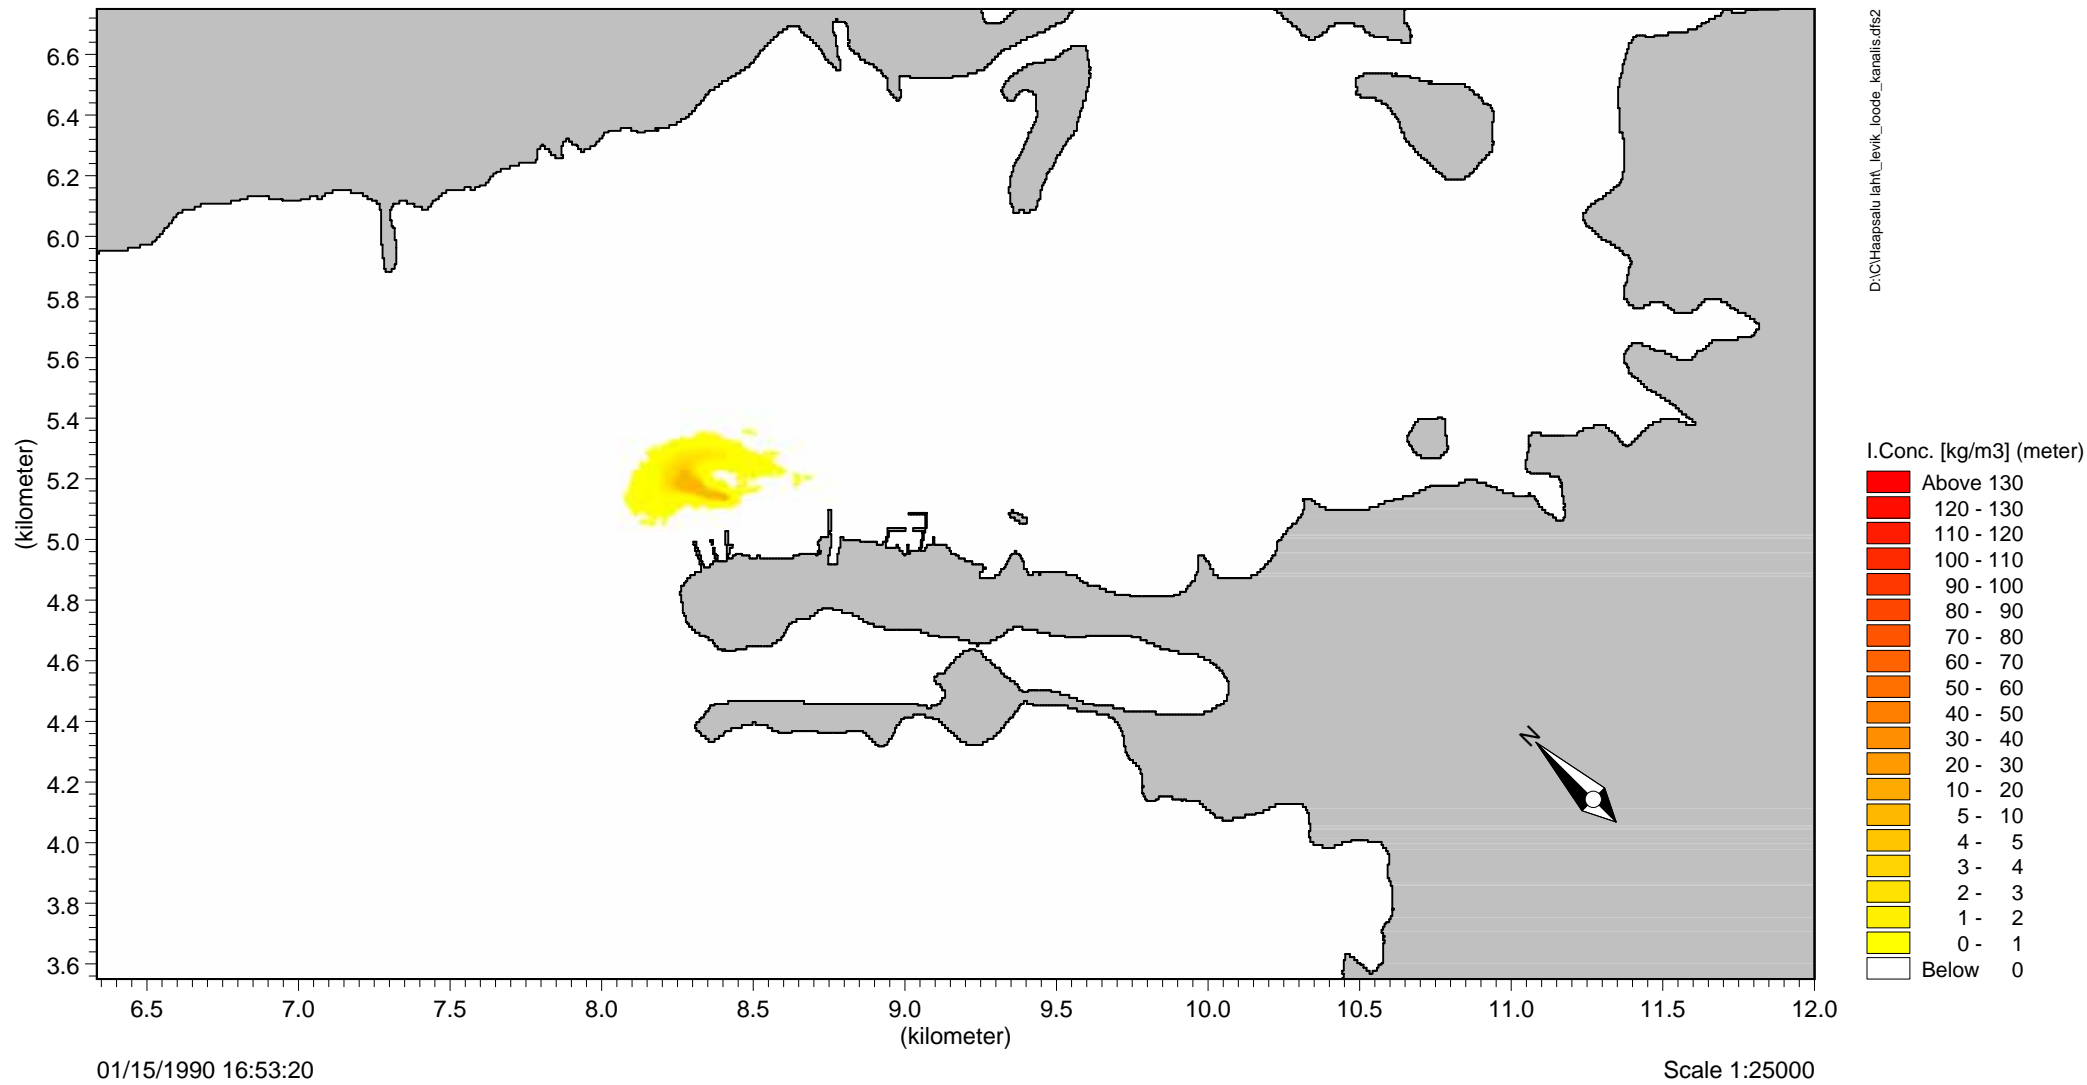 D:\C\Haapsalu laht\_levik_loode_kanalis.dfs2
6.6
6.4
6.2
6.0
5.8
5.6
5.4
5.2
5.0
4.8
4.6
4.4
4.2
4.0
3.8
3.6
(kilometer)
N
6.5 7.0 7.5 8.0 8.5 9.0 9.5 10.0 10.5 11.0 11.5 12.0
(kilometer)
I.Conc. [kg/m3] (meter)
Above 130
120 - 130
110 - 120
100 - 110
90 - 100
80 - 90
70 - 80
60 - 70
50 - 60
40 - 50
30 - 40
20 - 30
10 - 20
5 - 10
4 - 5
3 - 4
2 - 3
1 - 2
0 - 1
Below 0
01/15/1990 16:53:20
Scale 1:25000